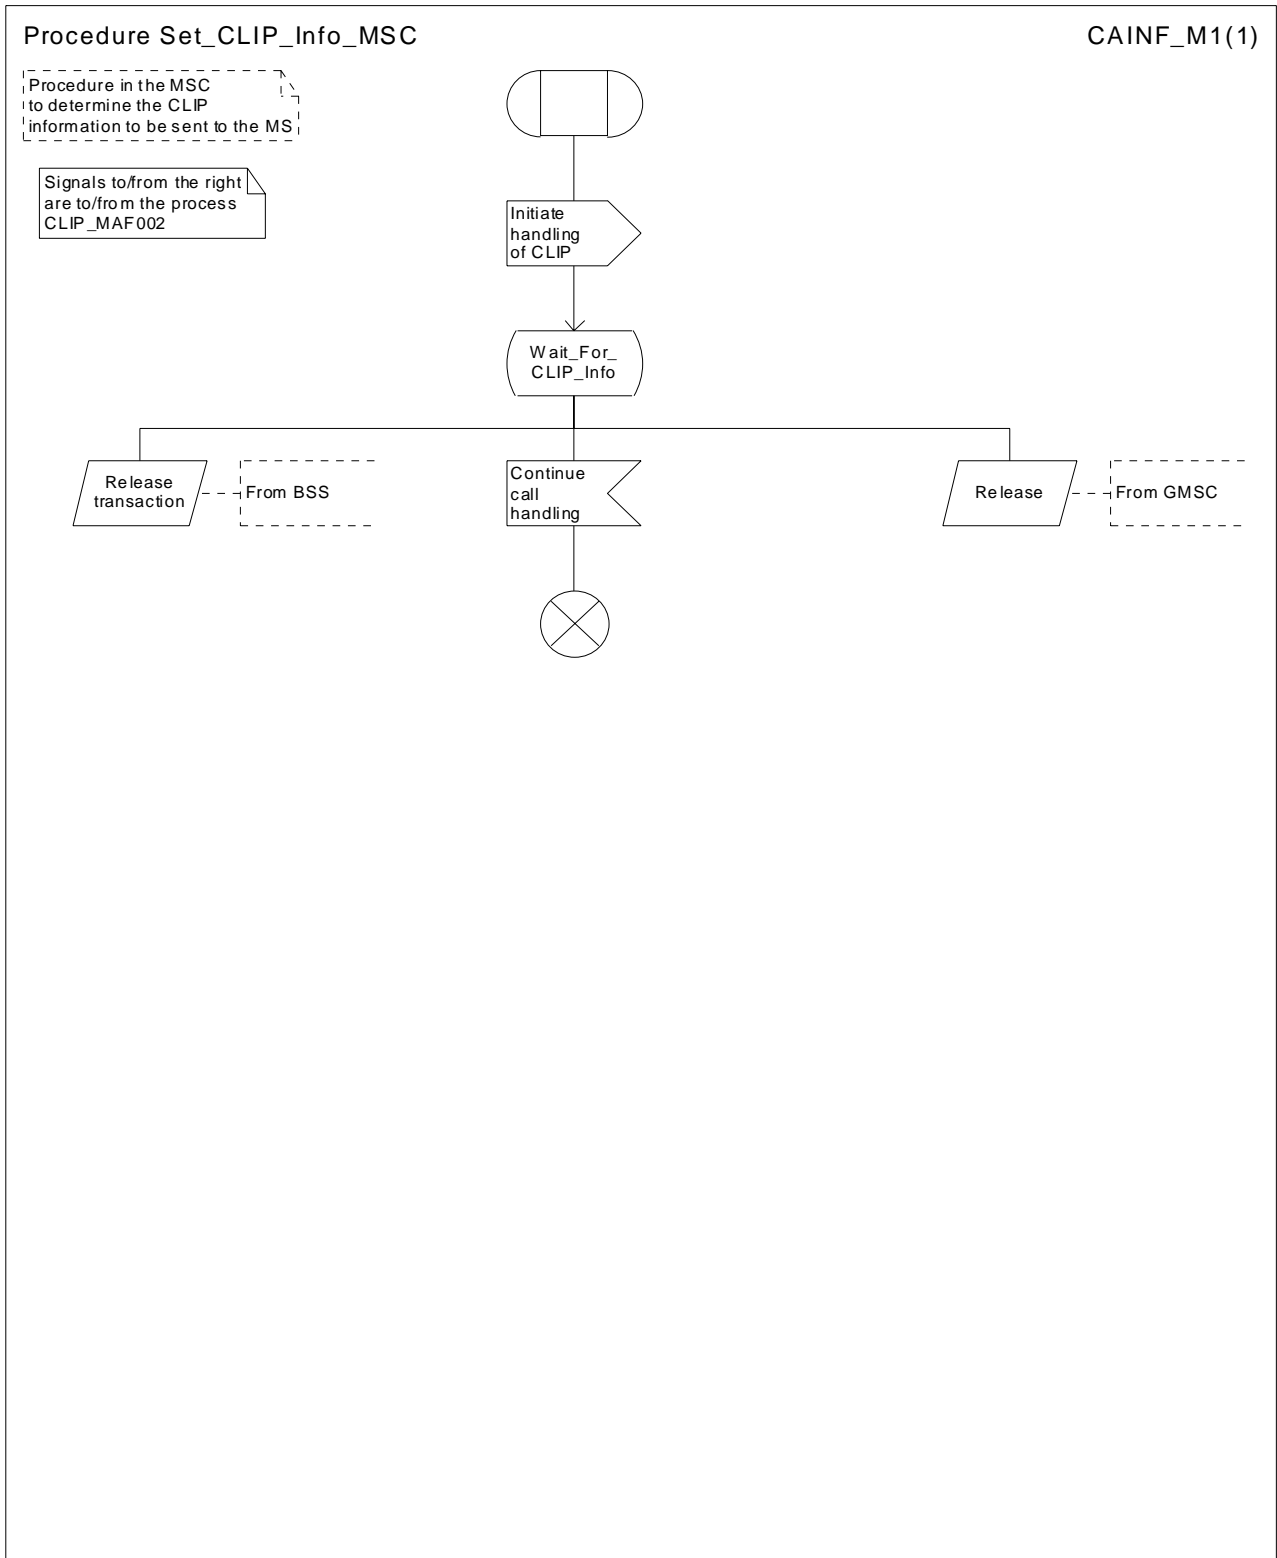 Procedure Set_CLIP_Info_MSC
CAINF_M1(1)
Procedure in the MSC
to determine the CLIP
information to be sent to the MS
Signals to/from the right
are to/from the process
CLIP_MAF002
Initiate
handling
of CLIP
Wait_For_
CLIP_Info
Release
transaction
From BSS
Continue
call
handling
Release
From GMSC